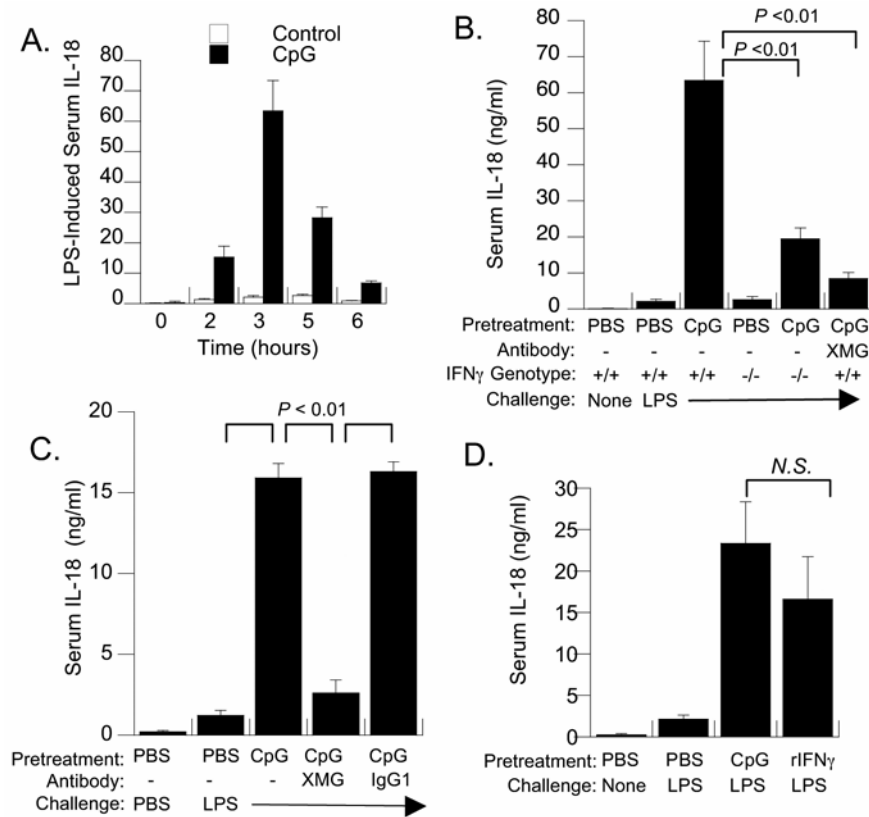 A.
Control
CpG
LPS-Induced Serum IL-18
80
70
60
50
40
30
20
10
0
0 2 3 5 6
Time (hours)
B.
P <0.01
P <0.01
Serum IL-18 (ng/ml)
80
70
60
50
40
30
20
10
0
Pretreatment: PBS PBS CpG PBS CpG CpG
Antibody: - - - - - XMG
IFNγ Genotype: +/+ +/+ +/+ -/- -/- +/+
Challenge: None LPS
C.
P < 0.01
Serum IL-18 (ng/ml)
20
15
10
5
0
Pretreatment: PBS PBS CpG CpG CpG
Antibody: - - - XMG IgG1
Challenge: PBS LPS
D.
N.S.
Serum IL-18 (ng/ml)
30
25
20
15
10
5
0
Pretreatment: PBS PBS CpG rIFNγ
Challenge: None LPS LPS LPS